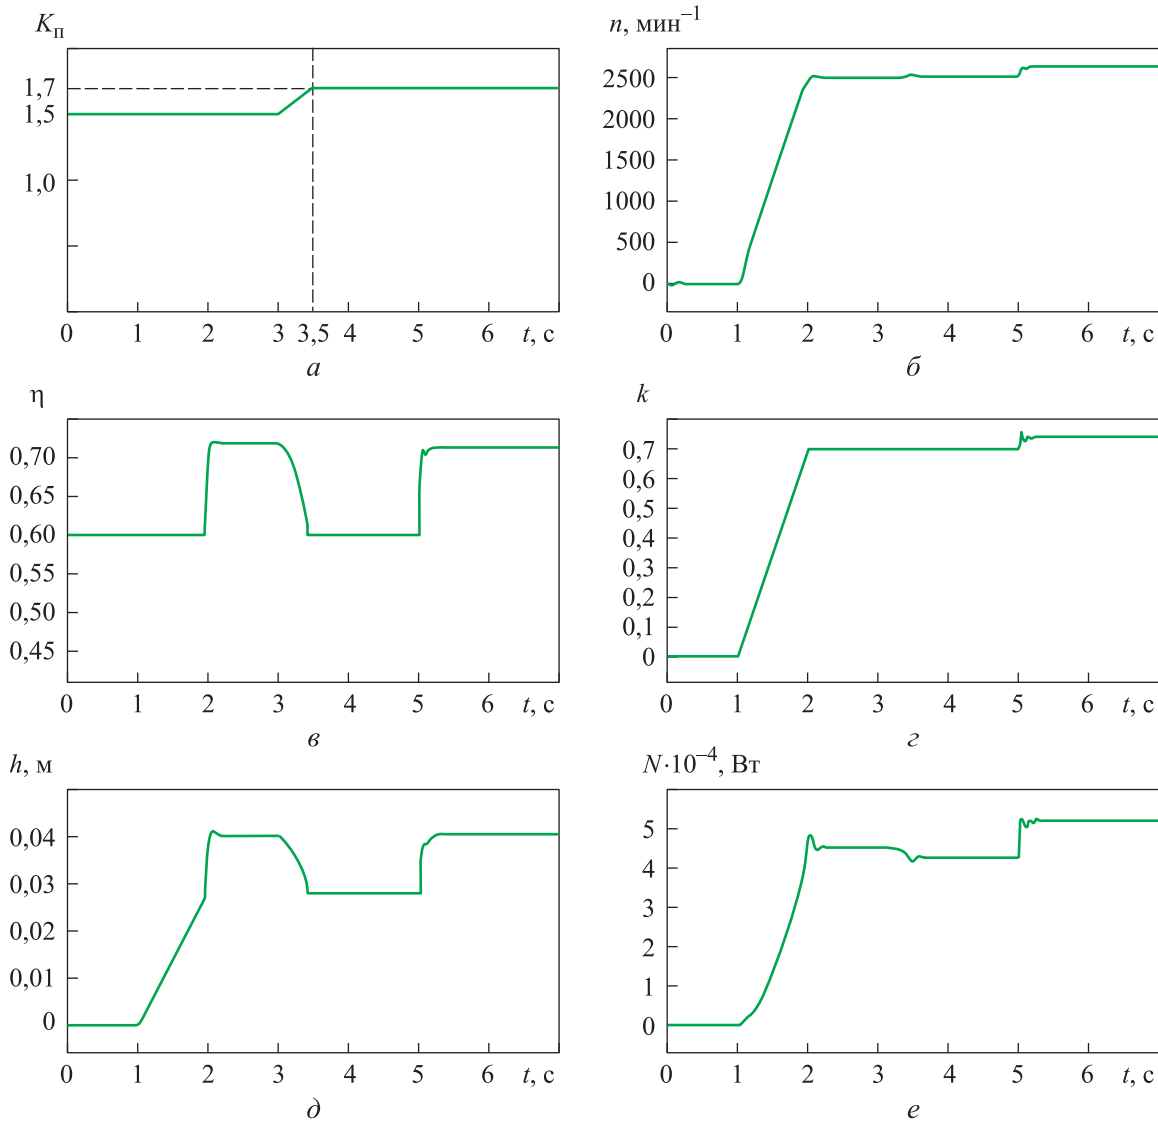 Kп
1,7
1,5
1,0
0 1 2 3 3,5 4 5 6 t, с
а
n, мин⁻¹
2500
2000
1500
1000
500
0
0 1 2 3 4 5 6 t, с
б
η
0,70
0,65
0,60
0,55
0,50
0,45
0 1 2 3 4 5 6 t, с
в
k
0,7
0,6
0,5
0,4
0,3
0,2
0,1
0
0 1 2 3 4 5 6 t, с
г
h, м
0,04
0,03
0,02
0,01
0
0 1 2 3 4 5 6 t, с
д
N·10⁻⁴, Вт
5
4
3
2
1
0
0 1 2 3 4 5 6 t, с
е